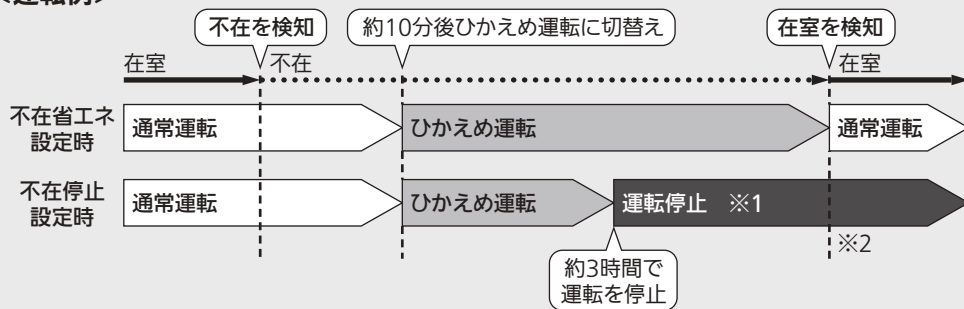 <運転例>
不在を検知
約10分後ひかえめ運転に切替え
在室を検知
在室
不在
在室
不在省エネ
設定時
通常運転
ひかえめ運転
通常運転
不在停止
設定時
通常運転
ひかえめ運転
運転停止 ※1
※2
約3時間で
運転を停止